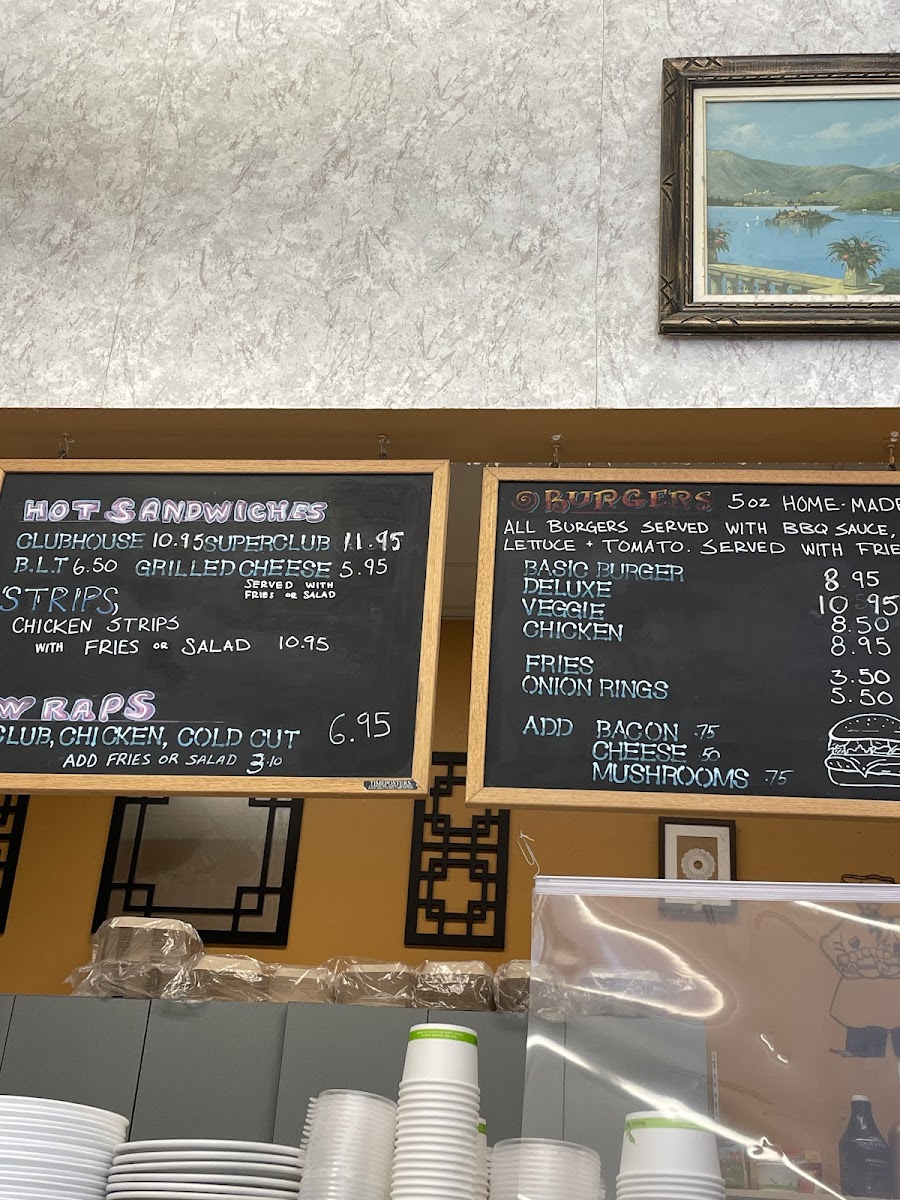 HOT SANDWICHES
CLUBHOUSE 10.95 SUPERCLUB 11.95
B.L.T 6.50 GRILLED CHEESE 5.95
SERVED WITH
FRIES OR SALAD
STRIPS,
CHICKEN STRIPS
WITH FRIES OR SALAD 10.95
WRAPS
CLUB, CHICKEN, COLD CUT 6.95
ADD FRIES OR SALAD 3.10
BURGERS 5oz HOME-MADE
ALL BURGERS SERVED WITH BBQ SAUCE,
LETTUCE + TOMATO. SERVED WITH FRIE
BASIC BURGER 8.95
DELUXE 10.95
VEGGIE 8.50
CHICKEN 8.95
FRIES 3.50
ONION RINGS 5.50
ADD BACON .75
CHEESE .50
MUSHROOMS .75